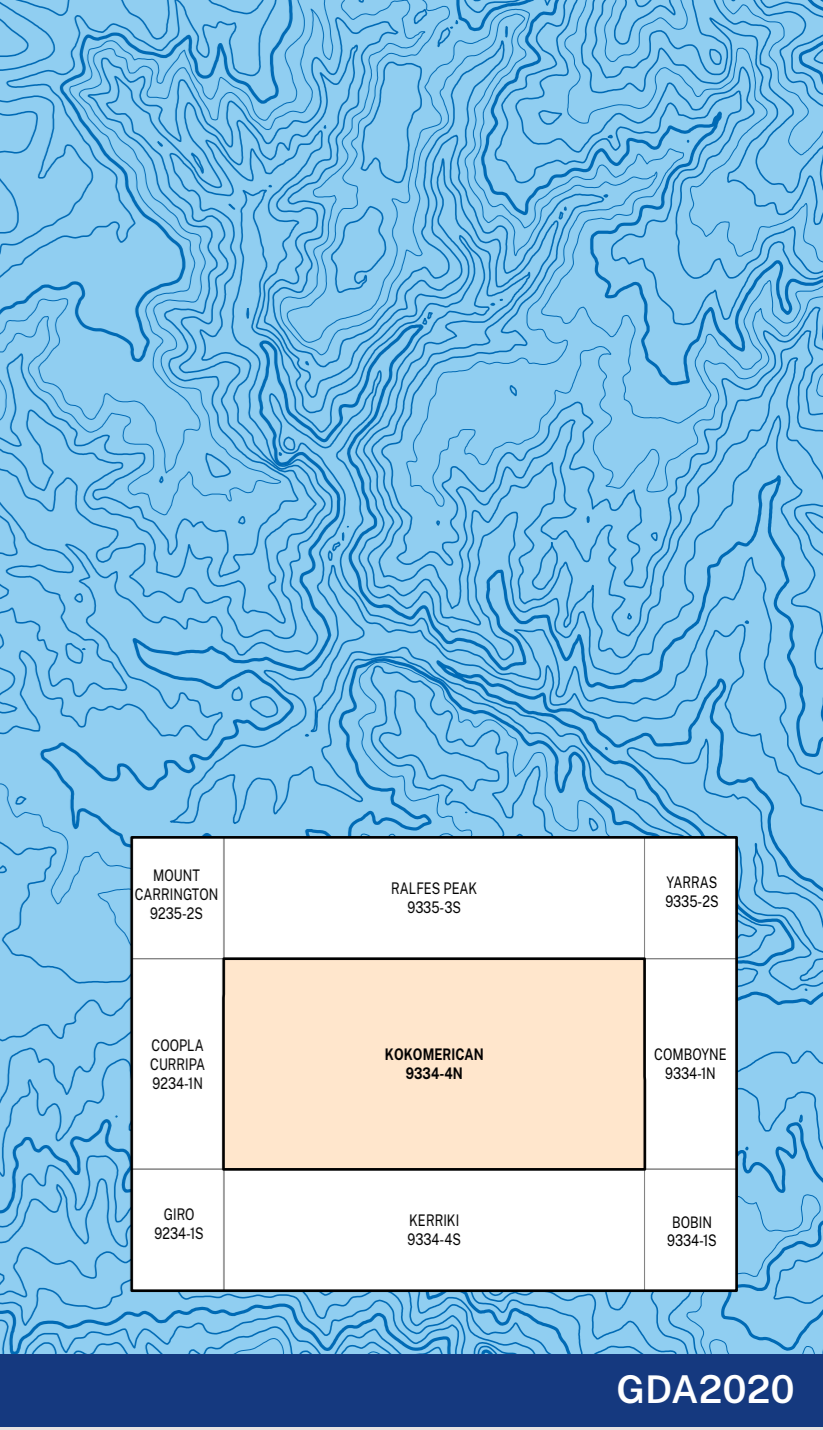 MOUNT
CARRINGTON
9235-2S
RALFES PEAK
9335-3S
YARRAS
9335-2S
COOPLA
CURRIPA
9234-1N
KOKOMERICAN
9334-4N
COMBOYNE
9334-1N
GIRO
9234-1S
KERRIKI
9334-4S
BOBIN
9334-1S
GDA2020